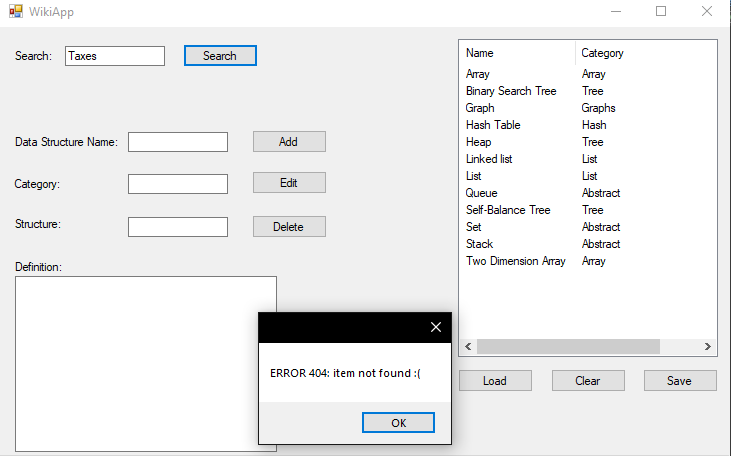 WikiApp
Search: Taxes Search
Data Structure Name: Add
Category: Edit
Structure: Delete
Definition:
Name Category
Array Array
Binary Search Tree Tree
Graph Graphs
Hash Table Hash
Heap Tree
Linked list List
List List
Queue Abstract
Self-Balance Tree Tree
Set Abstract
Stack Abstract
Two Dimension Array Array
Load Clear Save
ERROR 404: item not found :(
OK